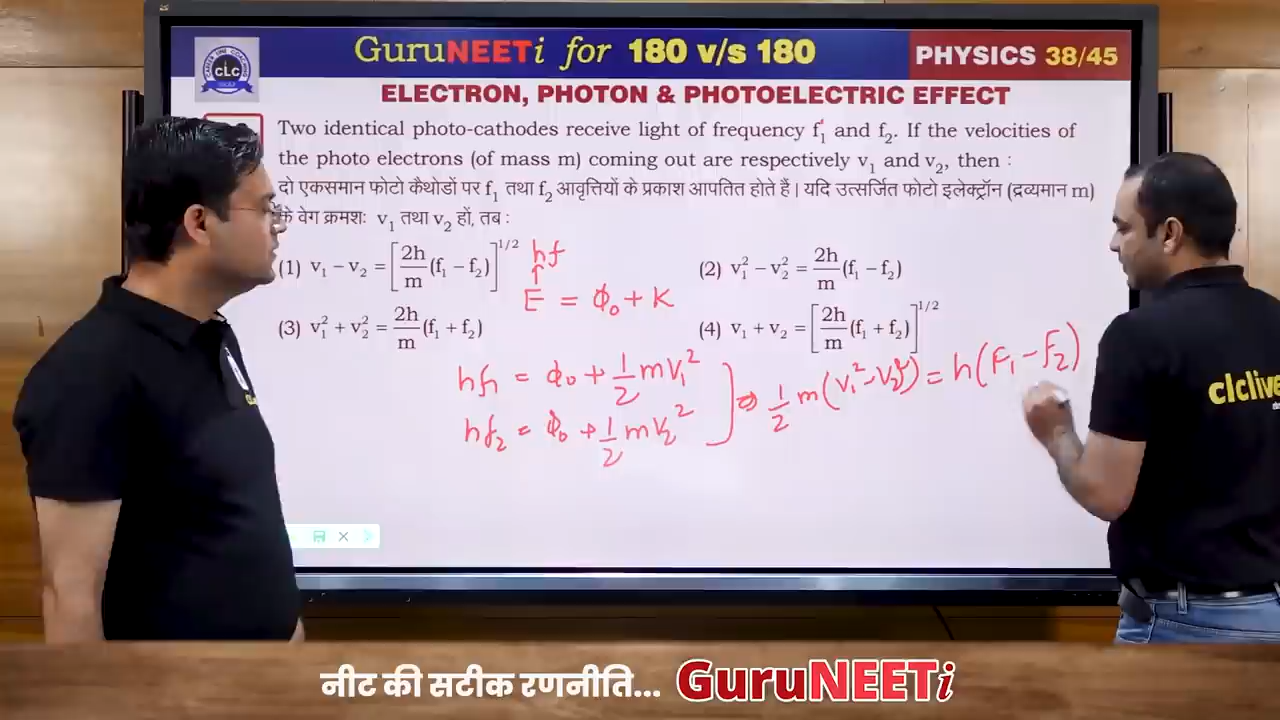 GuruNEETi for 180 v/s 180
PHYSICS 38/45
CLC
ELECTRON, PHOTON & PHOTOELECTRIC EFFECT
Two identical photo-cathodes receive light of frequency f₁ and f₂. If the velocities of
the photo electrons (of mass m) coming out are respectively v₁ and v₂, then :
दो एकसमान फोटो कैथोडों पर f₁ तथा f₂ आवृत्तियों के प्रकाश आपतित होते हैं। यदि उत्सर्जित फोटो इलेक्ट्रॉन (द्रव्यमान m)
के वेग क्रमशः v₁ तथा v₂ हों, तब :
(1) v₁ − v₂ = [2h/m (f₁ − f₂)]^1/2
(2) v₁² − v₂² = 2h/m (f₁ − f₂)
(3) v₁² + v₂² = 2h/m (f₁ + f₂)
(4) v₁ + v₂ = [2h/m (f₁ + f₂)]^1/2
hf
↑
E = ϕ₀ + K
hf₁ = ϕ₀ + 1/2 mv₁²
hf₂ = ϕ₀ + 1/2 mv₂²
⇒ 1/2 m(v₁² − v₂²) = h(F₁ − f₂)
clclive
नीट की सटीक रणनीति... GuruNEETi